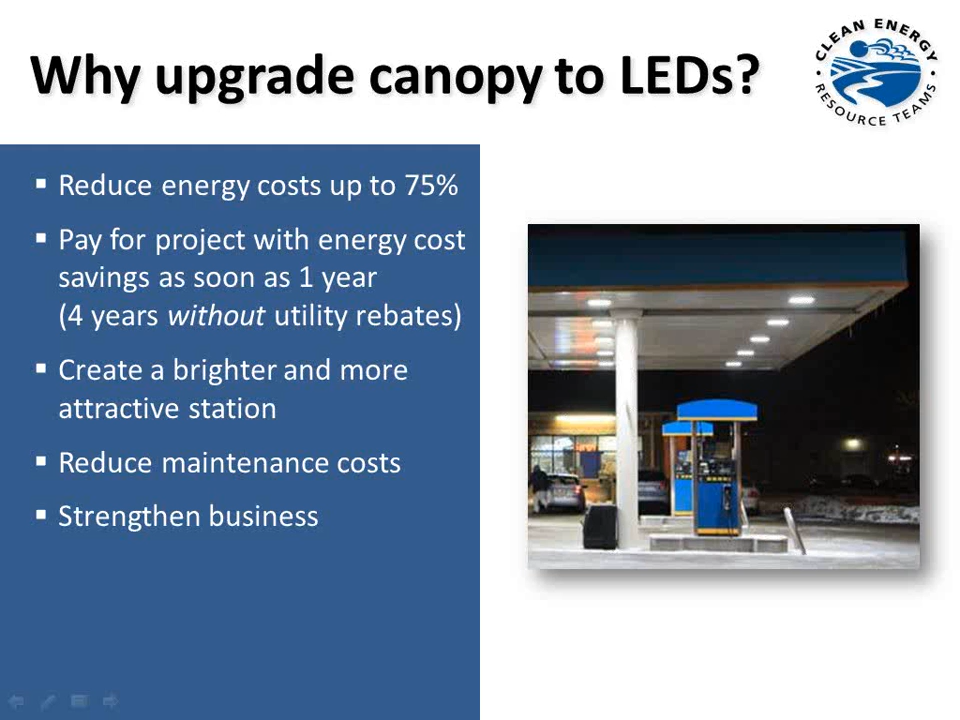 Why upgrade canopy to LEDs?
CLEAN ENERGY
RESOURCE TEAMS
▪ Reduce energy costs up to 75%
▪ Pay for project with energy cost
savings as soon as 1 year
(4 years without utility rebates)
▪ Create a brighter and more
attractive station
▪ Reduce maintenance costs
▪ Strengthen business